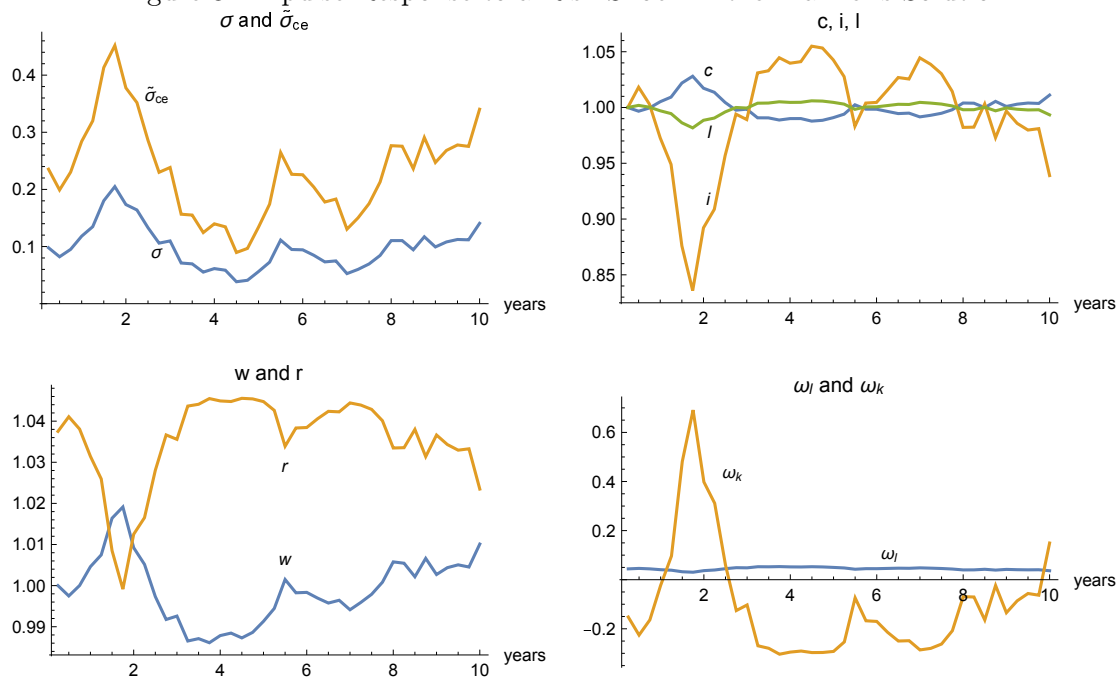 σ and σ̃ce
0.4
0.3
0.2
0.1
σ̃ce
σ
2 4 6 8 10
years
c, i, l
1.05
1.00
0.95
0.90
0.85
c
l
i
2 4 6 8 10
years
w and r
1.04
1.03
1.02
1.01
1.00
0.99
r
w
2 4 6 8 10
years
ωl and ωk
0.6
0.4
0.2
-0.2
ωk
ωl
2 4 6 8 10
years